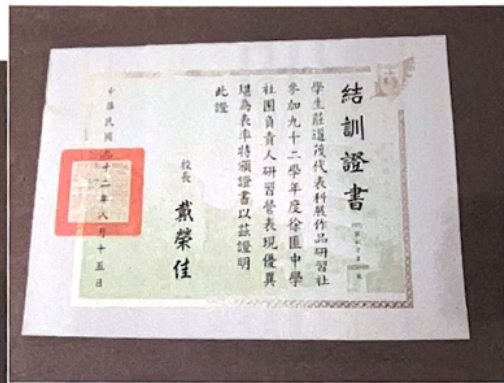 結訓證書
學生莊道茂代表科展作品研習社
參加九十二學年度徐匯中學
社團負責人研習營表現優異
堪為表率特頒證書以茲證明
此證
校長 戴榮佳
中華民國九十二年八月十五日